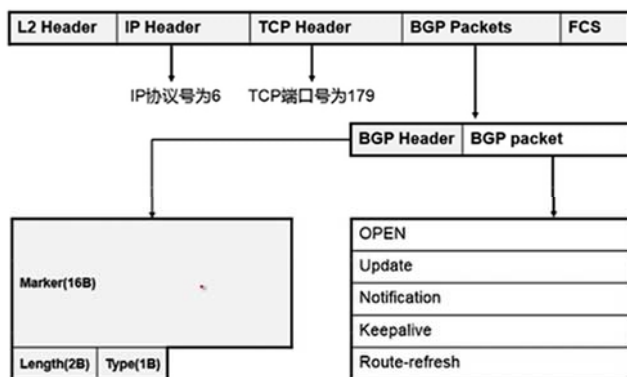 L2 Header IP Header TCP Header BGP Packets FCS
IP协议号为6 TCP端口号为179
BGP Header BGP packet
Marker(16B)
Length(2B) Type(1B)
OPEN
Update
Notification
Keepalive
Route-refresh